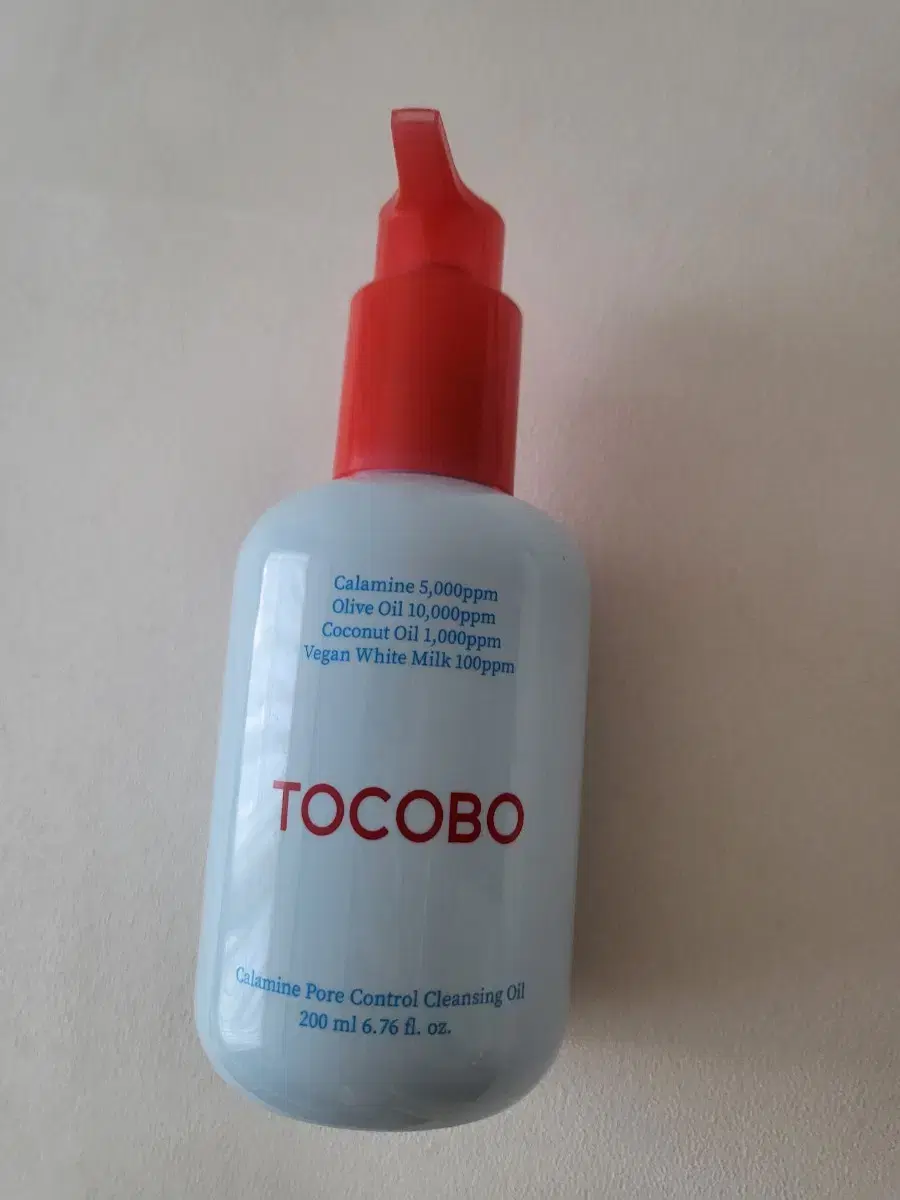 Calamine 5,000ppm
Olive Oil 10,000ppm
Coconut Oil 1,000ppm
Vegan White Milk 100ppm
TOCOBO
Calamine Pore Control Cleansing Oil
200 ml 6.76 fl. oz.